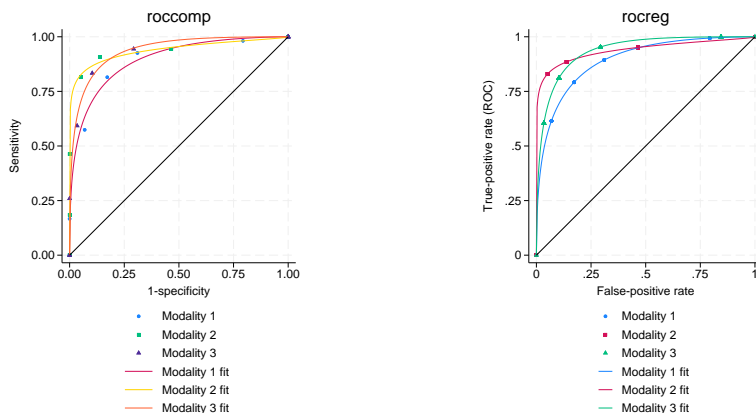 roccomp
1.00
0.75
0.50
0.25
0.00
Sensitivity
0.00
0.25
0.50
0.75
1.00
1-specificity
Modality 1
Modality 2
Modality 3
Modality 1 fit
Modality 2 fit
Modality 3 fit
rocreg
1
.75
.5
.25
0
True-positive rate (ROC)
0
.25
.5
.75
1
False-positive rate
Modality 1
Modality 2
Modality 3
Modality 1 fit
Modality 2 fit
Modality 3 fit